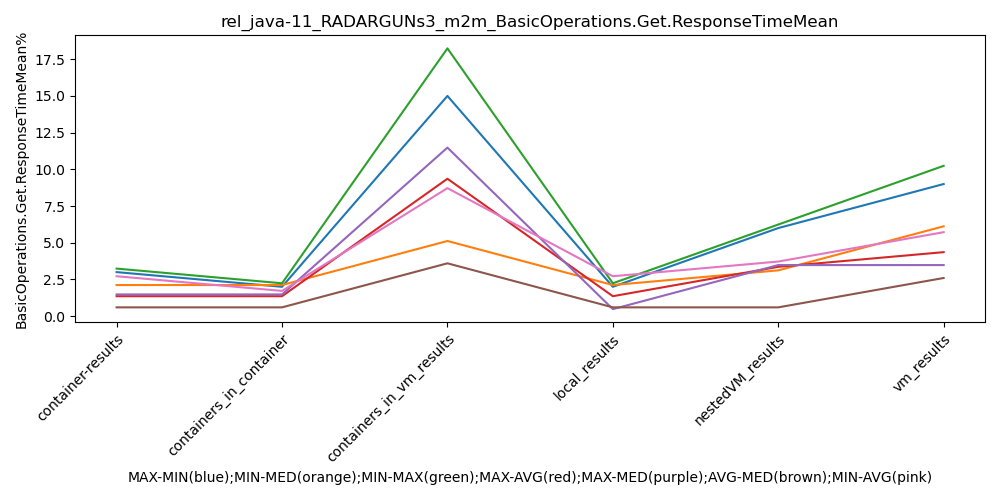 rel_java-11_RADARGUNs3_m2m_BasicOperations.Get.ResponseTimeMean
BasicOperations.Get.ResponseTimeMean%
17.5
15.0
12.5
10.0
7.5
5.0
2.5
0.0
container-results
containers_in_container
containers_in_vm_results
local_results
nestedVM_results
vm_results
MAX-MIN(blue);MIN-MED(orange);MIN-MAX(green);MAX-AVG(red);MAX-MED(purple);AVG-MED(brown);MIN-AVG(pink)